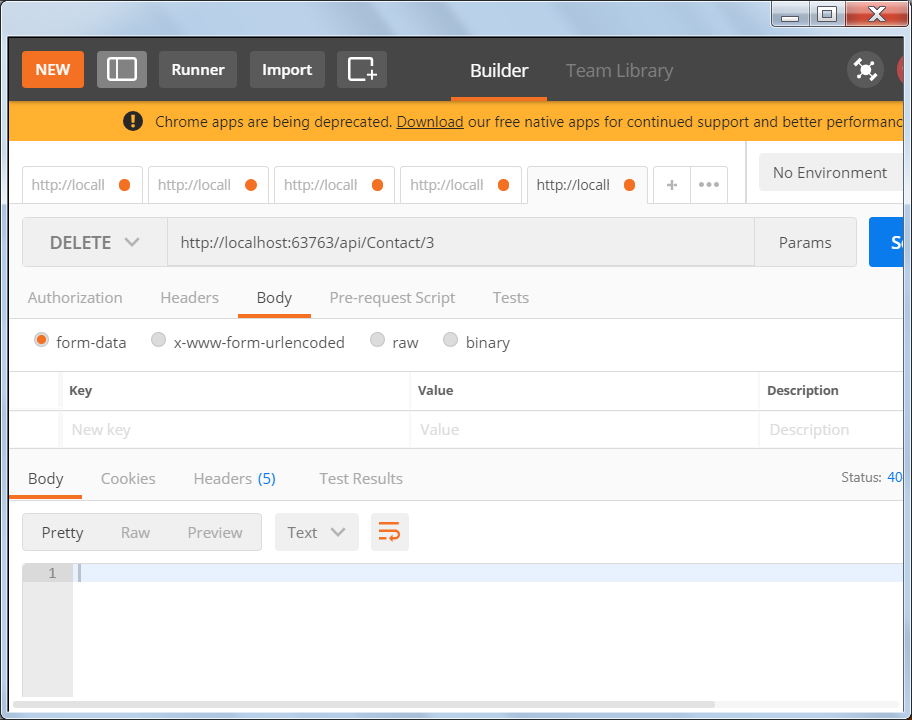 NEW Runner Import Builder Team Library
Chrome apps are being deprecated. Download our free native apps for continued support and better performanc
http://locall http://locall http://locall http://locall http://locall + ••• No Environment
DELETE http://localhost:63763/api/Contact/3 Params Se
Authorization Headers Body Pre-request Script Tests
form-data x-www-form-urlencoded raw binary
Key Value Description
New key Value Description
Body Cookies Headers (5) Test Results Status: 40
Pretty Raw Preview Text
1